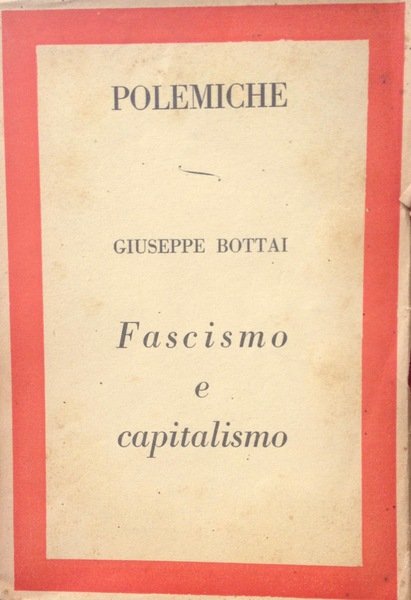 POLEMICHE
GIUSEPPE BOTTAI
Fascismo
e
capitalismo